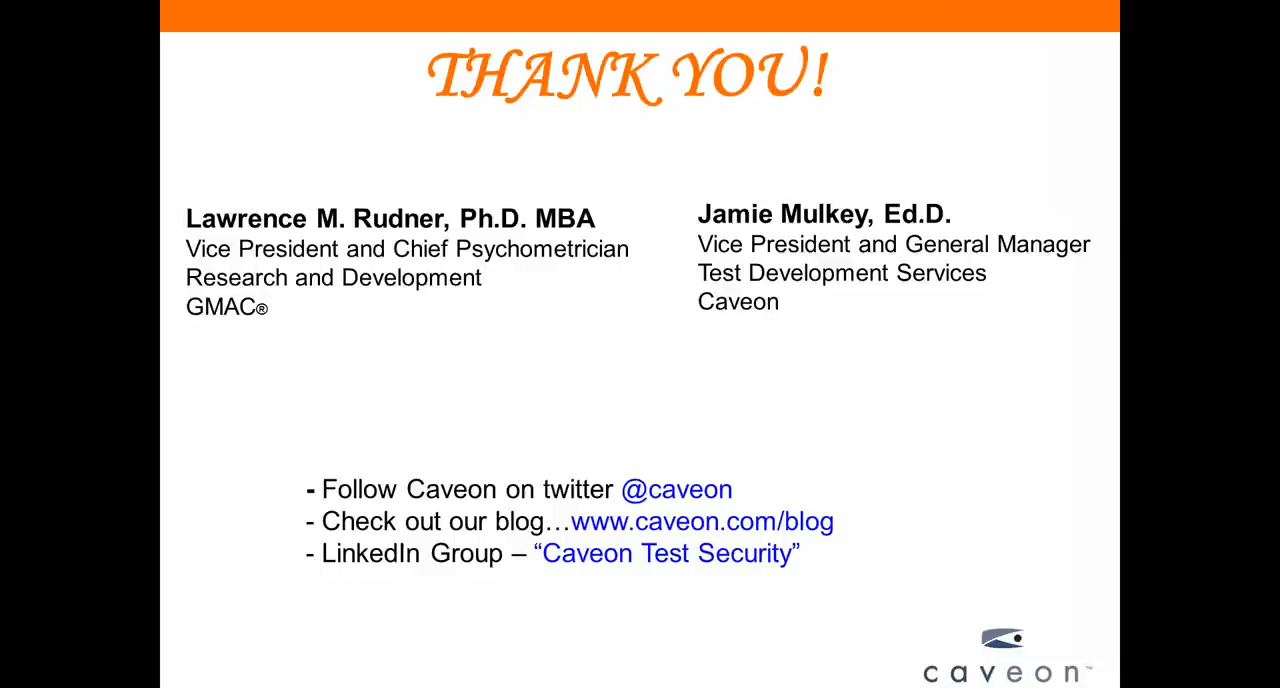 THANK YOU!
Lawrence M. Rudner, Ph.D. MBA
Vice President and Chief Psychometrician
Research and Development
GMAC®
Jamie Mulkey, Ed.D.
Vice President and General Manager
Test Development Services
Caveon
- Follow Caveon on twitter @caveon
- Check out our blog…www.caveon.com/blog
- LinkedIn Group – “Caveon Test Security”
caveon™